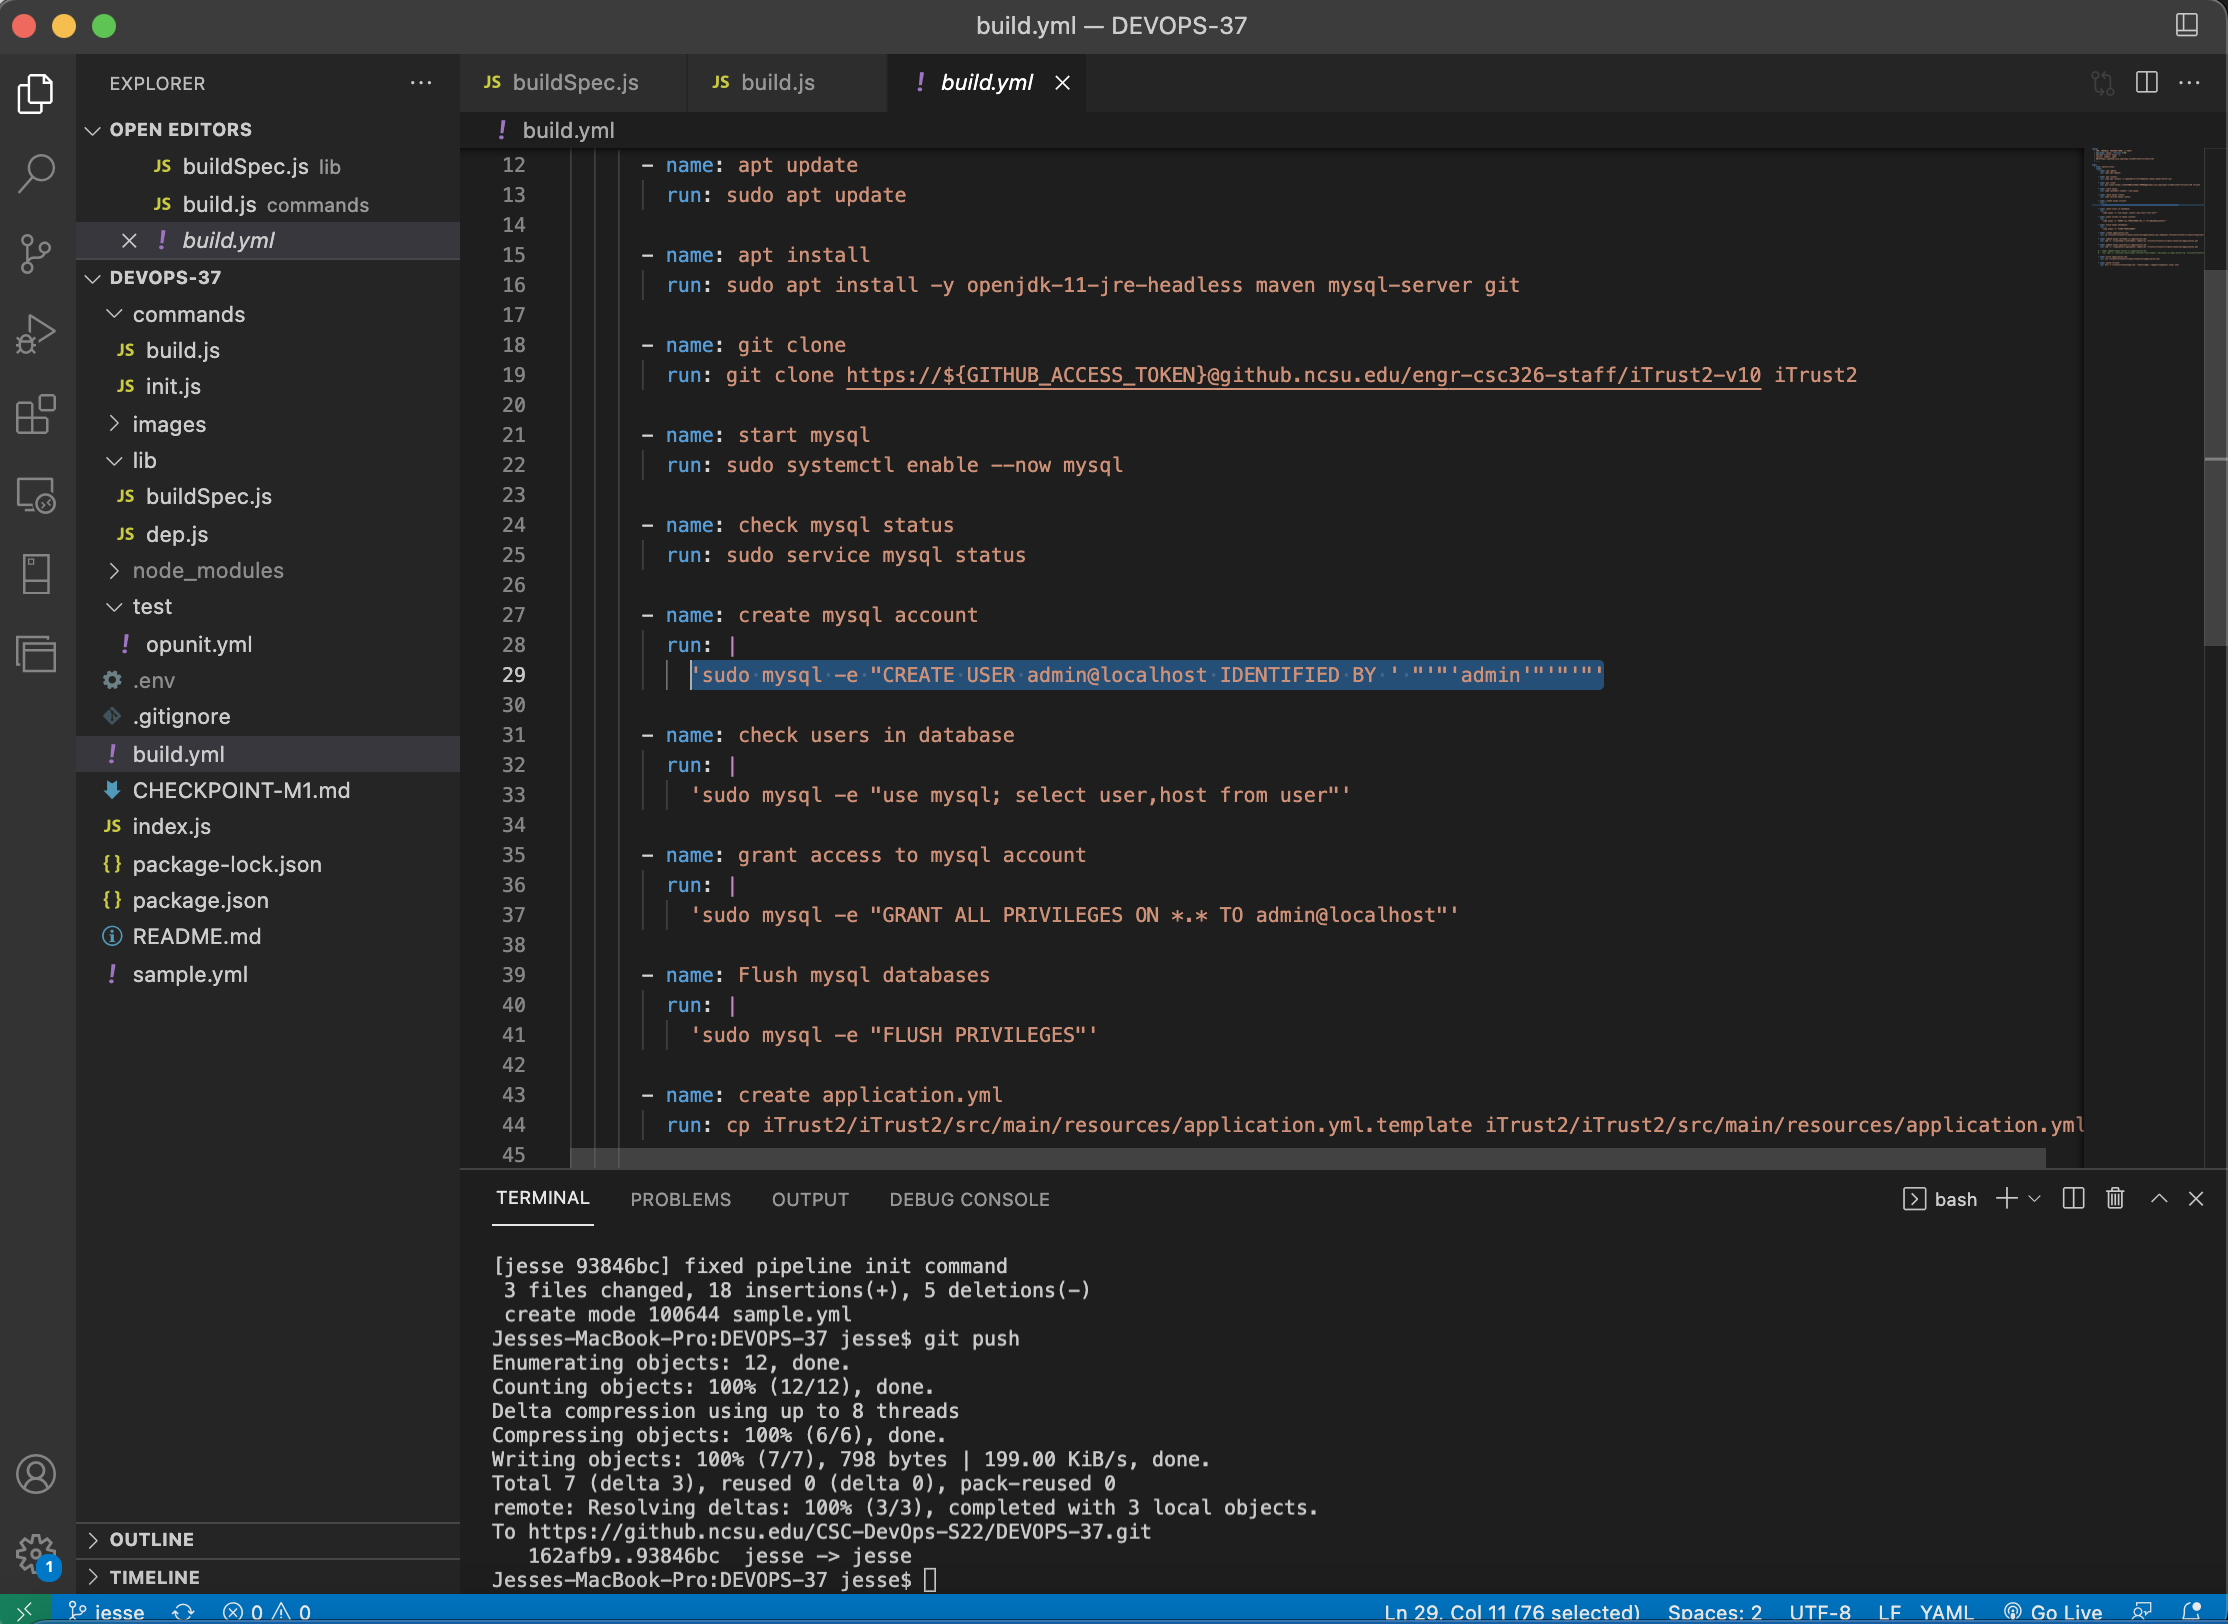 build.yml — DEVOPS-37
EXPLORER
OPEN EDITORS
JS buildSpec.js lib
JS build.js commands
! build.yml
DEVOPS-37
commands
JS build.js
JS init.js
images
lib
JS buildSpec.js
JS dep.js
node_modules
test
! opunit.yml
.env
.gitignore
! build.yml
CHECKPOINT-M1.md
JS index.js
{} package-lock.json
{} package.json
README.md
! sample.yml
OUTLINE
TIMELINE
1
JS buildSpec.js JS build.js ! build.yml
! build.yml
12 - name: apt update
13 run: sudo apt update
14
15 - name: apt install
16 run: sudo apt install -y openjdk-11-jre-headless maven mysql-server git
17
18 - name: git clone
19 run: git clone https://${GITHUB_ACCESS_TOKEN}@github.ncsu.edu/engr-csc326-staff/iTrust2-v10 iTrust2
20
21 - name: start mysql
22 run: sudo systemctl enable --now mysql
23
24 - name: check mysql status
25 run: sudo service mysql status
26
27 - name: create mysql account
28 run: |
29 'sudo mysql -e "CREATE USER admin@localhost IDENTIFIED BY ' "'"'admin'"'"'"'
30
31 - name: check users in database
32 run: |
33 'sudo mysql -e "use mysql; select user,host from user"'
34
35 - name: grant access to mysql account
36 run: |
37 'sudo mysql -e "GRANT ALL PRIVILEGES ON *.* TO admin@localhost"'
38
39 - name: Flush mysql databases
40 run: |
41 'sudo mysql -e "FLUSH PRIVILEGES"'
42
43 - name: create application.yml
44 run: cp iTrust2/iTrust2/src/main/resources/application.yml.template iTrust2/iTrust2/src/main/resources/application.yml
45
TERMINAL PROBLEMS OUTPUT DEBUG CONSOLE
bash
[jesse 93846bc] fixed pipeline init command
3 files changed, 18 insertions(+), 5 deletions(-)
create mode 100644 sample.yml
Jesses-MacBook-Pro:DEVOPS-37 jesse$ git push
Enumerating objects: 12, done.
Counting objects: 100% (12/12), done.
Delta compression using up to 8 threads
Compressing objects: 100% (6/6), done.
Writing objects: 100% (7/7), 798 bytes | 199.00 KiB/s, done.
Total 7 (delta 3), reused 0 (delta 0), pack-reused 0
remote: Resolving deltas: 100% (3/3), completed with 3 local objects.
To https://github.ncsu.edu/CSC-DevOps-S22/DEVOPS-37.git
162afb9..93846bc jesse -> jesse
Jesses-MacBook-Pro:DEVOPS-37 jesse$
jesse 0 0 Ln 29, Col 11 (76 selected) Spaces: 2 UTF-8 LF YAML Go Live